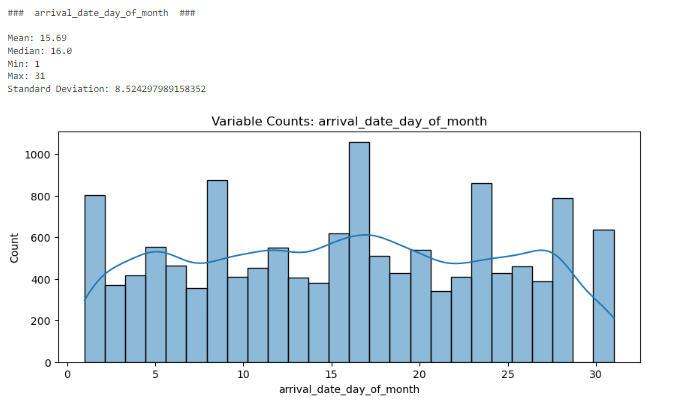 ### arrival_date_day_of_month ###
Mean: 15.69
Median: 16.0
Min: 1
Max: 31
Standard Deviation: 8.524297989158352
Variable Counts: arrival_date_day_of_month
1000
800
600
400
200
0
Count
0 5 10 15 20 25 30
arrival_date_day_of_month